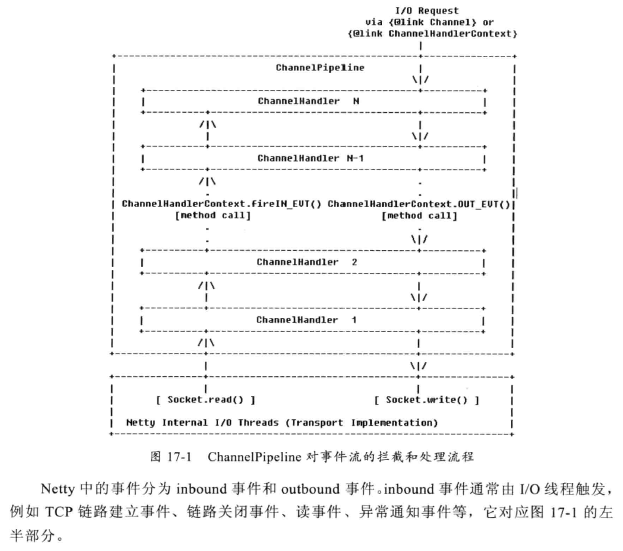 I/O Request
via {@link Channel} or
{@link ChannelHandlerContext}
ChannelPipeline
ChannelHandler N
ChannelHandler N-1
ChannelHandlerContext.fireIN_EVT() ChannelHandlerContext.OUT_EVT()
[method call] [method call]
ChannelHandler 2
ChannelHandler 1
[ Socket.read() ] [ Socket.write() ]
Netty Internal I/O Threads (Transport Implementation)
图 17-1 ChannelPipeline 对事件流的拦截和处理流程
Netty 中的事件分为 inbound 事件和 outbound 事件。inbound 事件通常由 I/O 线程触发，
例如 TCP 链路建立事件、链路关闭事件、读事件、异常通知事件等，它对应图 17-1 的左
半部分。